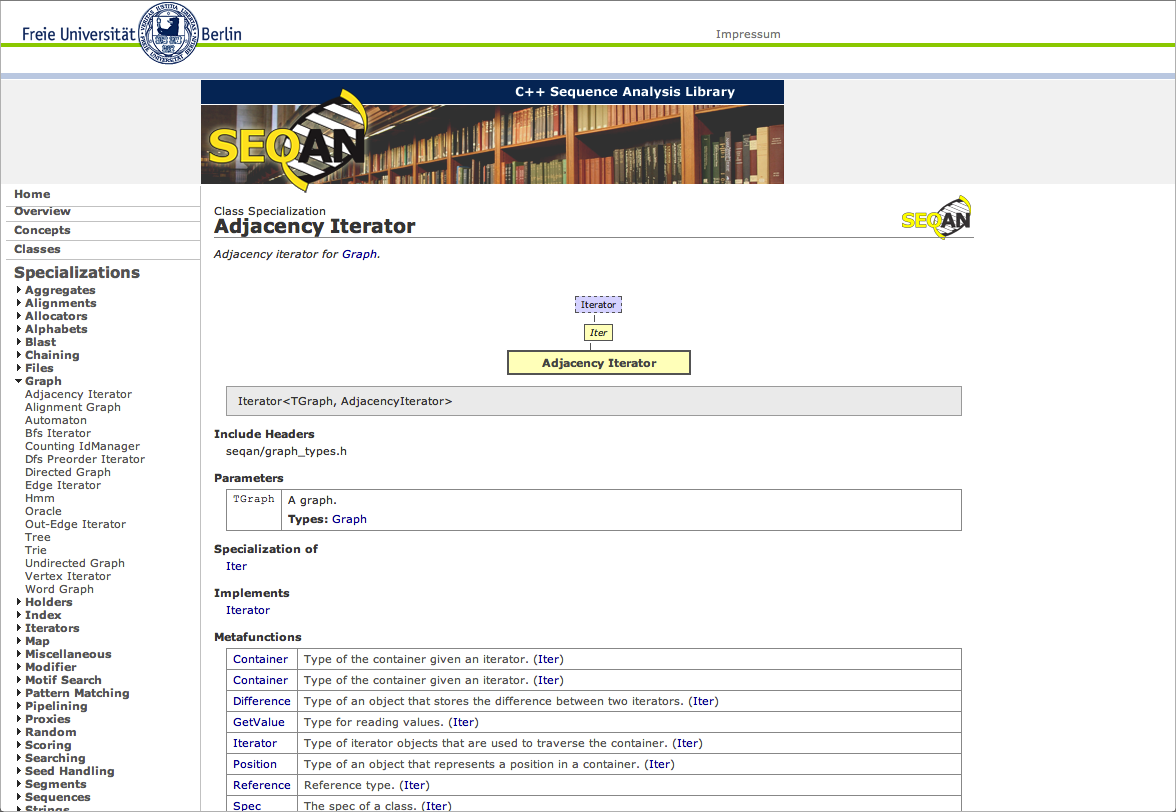 Freie Universität Berlin
Impressum
C++ Sequence Analysis Library
SEQAN
Home
Overview
Concepts
Classes
Specializations
Aggregates
Alignments
Allocators
Alphabets
Blast
Chaining
Files
Graph
Adjacency Iterator
Alignment Graph
Automaton
Bfs Iterator
Counting IdManager
Dfs Preorder Iterator
Directed Graph
Edge Iterator
Hmm
Oracle
Out-Edge Iterator
Tree
Trie
Undirected Graph
Vertex Iterator
Word Graph
Holders
Index
Iterators
Map
Miscellaneous
Modifier
Motif Search
Pattern Matching
Pipelining
Proxies
Random
Scoring
Searching
Seed Handling
Segments
Sequences
Strings
Class Specialization
Adjacency Iterator
SEQAN
Adjacency iterator for Graph.
Iterator
Iter
Adjacency Iterator
Iterator<TGraph, AdjacencyIterator>
Include Headers
seqan/graph_types.h
Parameters
TGraph A graph.
Types: Graph
Specialization of
Iter
Implements
Iterator
Metafunctions
Container Type of the container given an iterator. (Iter)
Container Type of the container given an iterator. (Iter)
Difference Type of an object that stores the difference between two iterators. (Iter)
GetValue Type for reading values. (Iter)
Iterator Type of iterator objects that are used to traverse the container. (Iter)
Position Type of an object that represents a position in a container. (Iter)
Reference Reference type. (Iter)
Spec The spec of a class. (Iter)